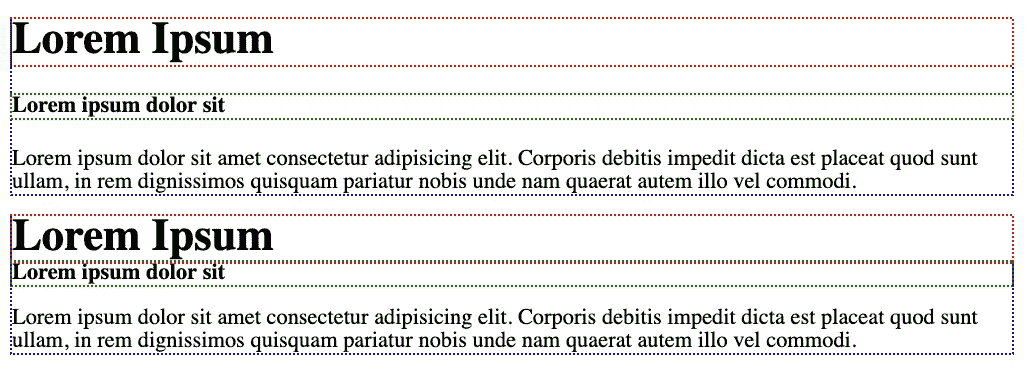 Lorem Ipsum
Lorem ipsum dolor sit
Lorem ipsum dolor sit amet consectetur adipisicing elit. Corporis debitis impedit dicta est placeat quod sunt
ullam, in rem dignissimos quisquam pariatur nobis unde nam quaerat autem illo vel commodi.
Lorem Ipsum
Lorem ipsum dolor sit
Lorem ipsum dolor sit amet consectetur adipisicing elit. Corporis debitis impedit dicta est placeat quod sunt
ullam, in rem dignissimos quisquam pariatur nobis unde nam quaerat autem illo vel commodi.